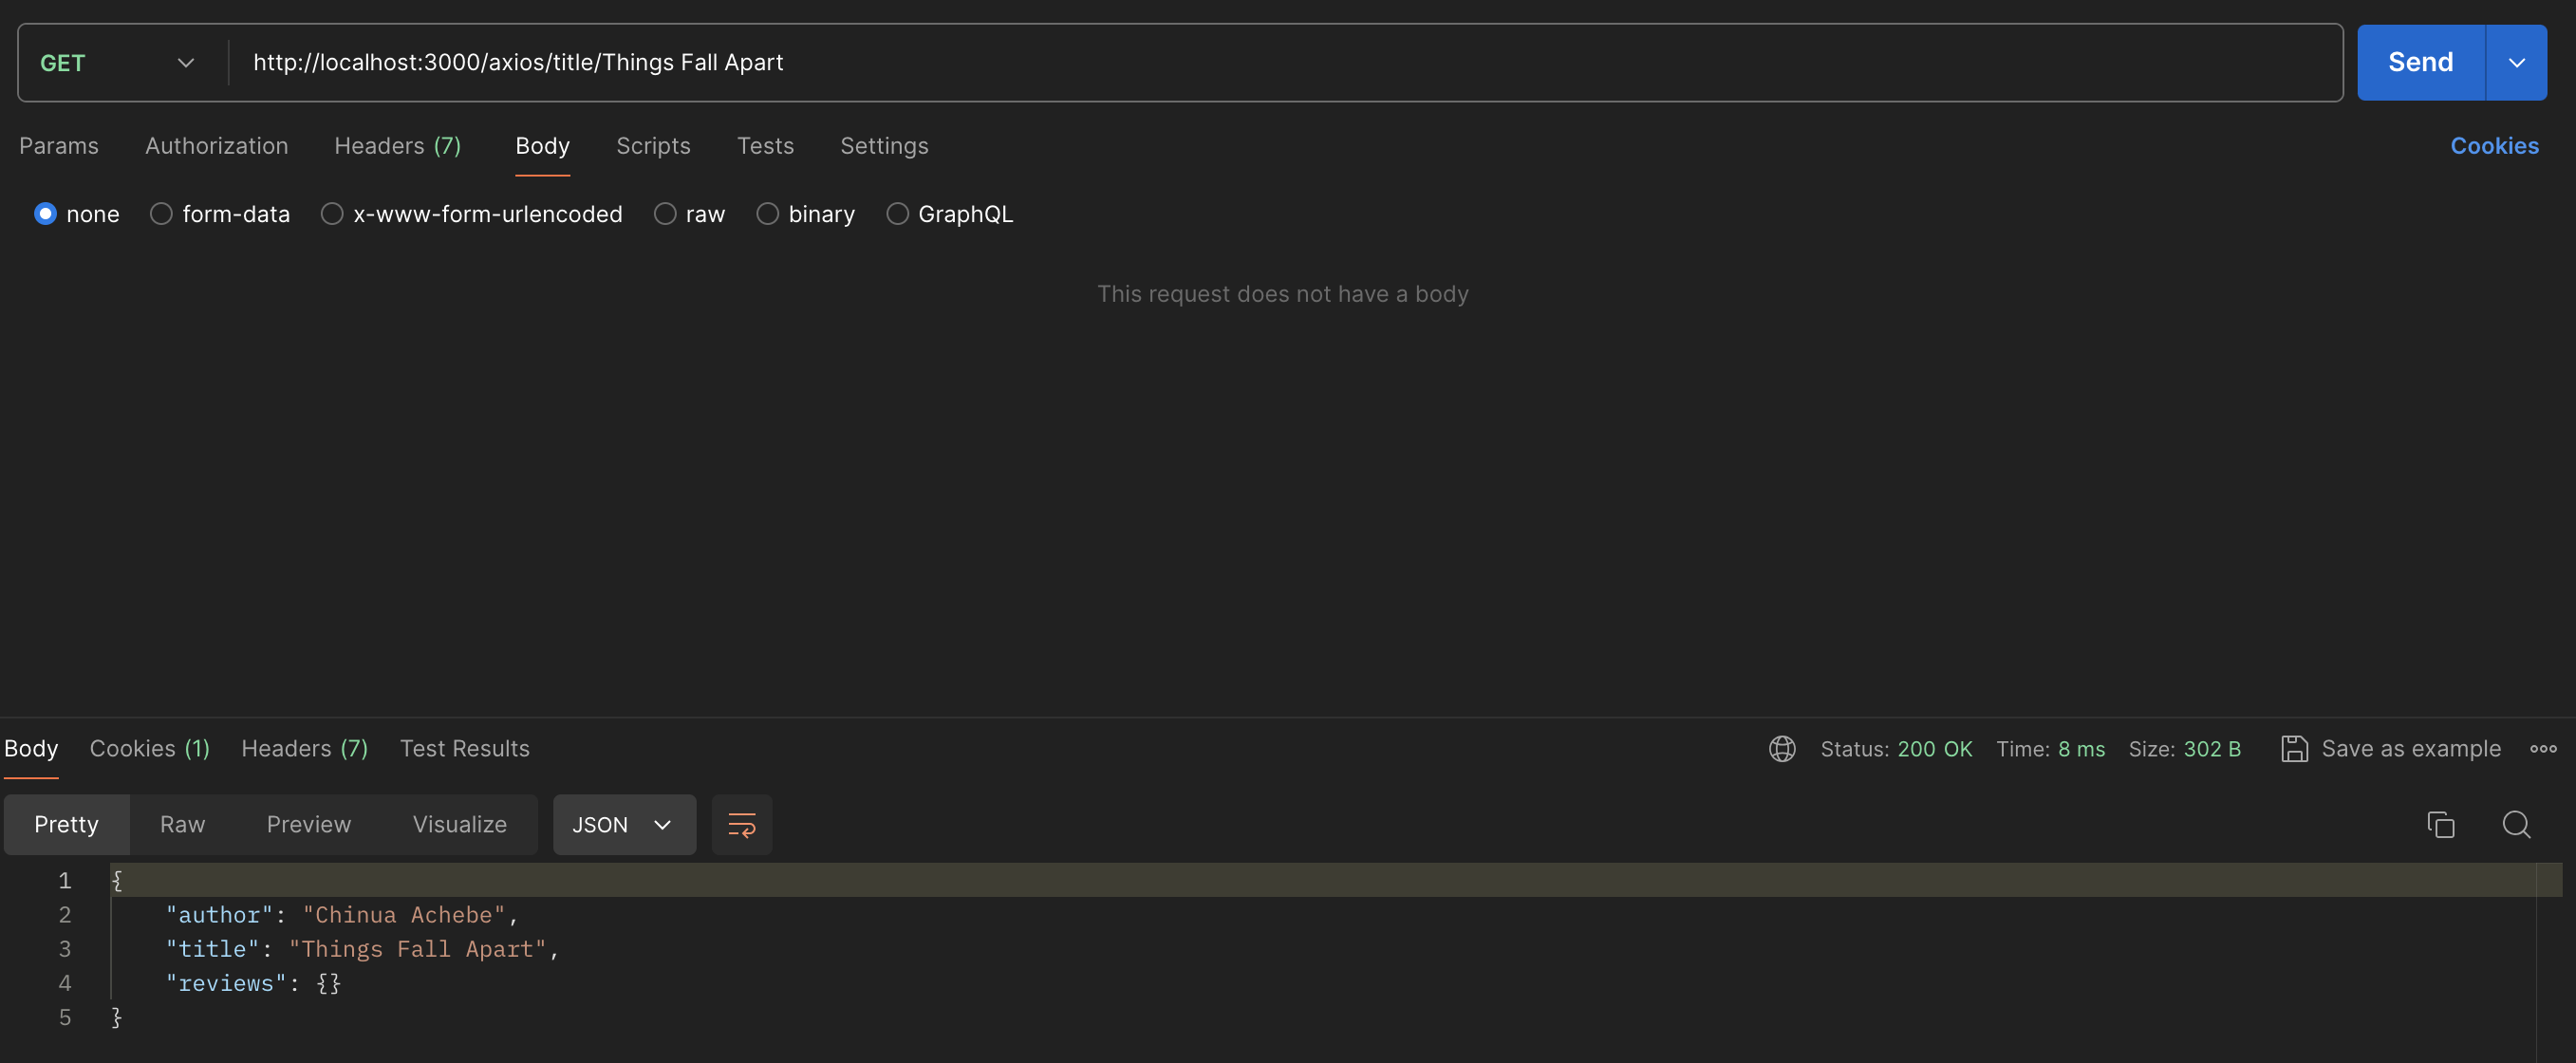 GET http://localhost:3000/axios/title/Things Fall Apart Send
Params Authorization Headers (7) Body Scripts Tests Settings Cookies
none form-data x-www-form-urlencoded raw binary GraphQL
This request does not have a body
Body Cookies (1) Headers (7) Test Results Status: 200 OK Time: 8 ms Size: 302 B Save as example
Pretty Raw Preview Visualize JSON
1 {
2 "author": "Chinua Achebe",
3 "title": "Things Fall Apart",
4 "reviews": {}
5 }